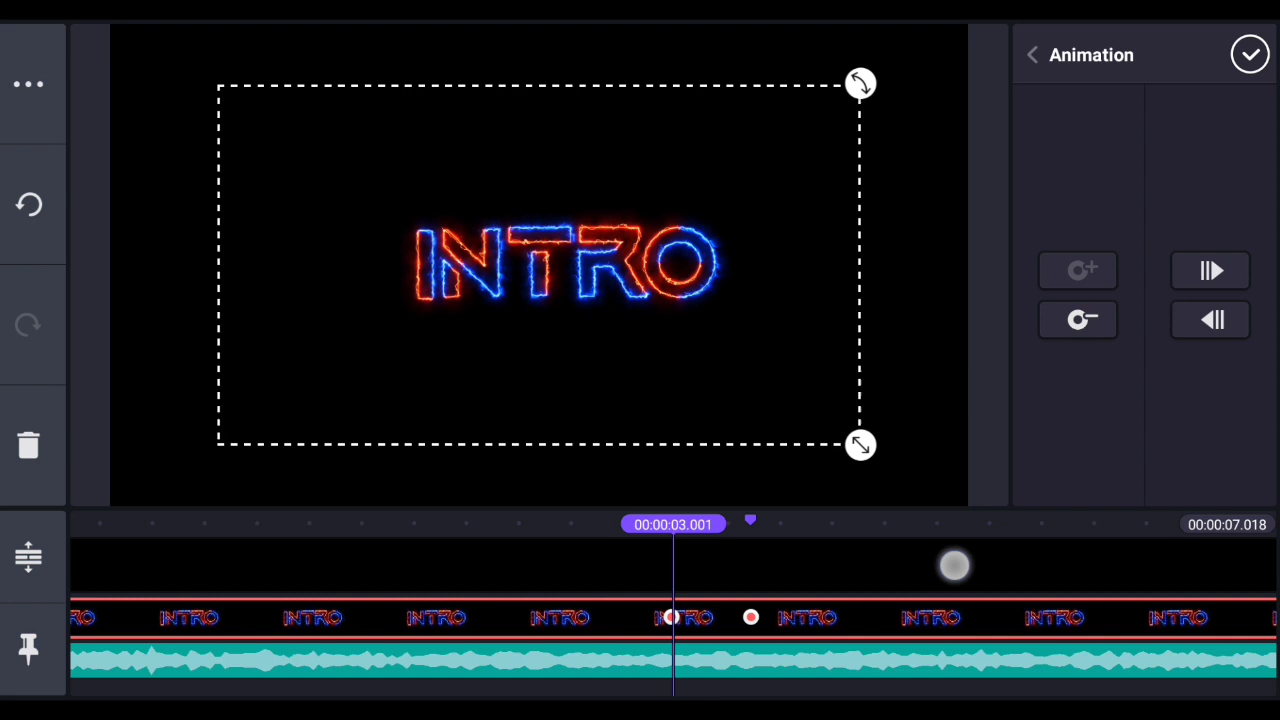 Animation
INTRO
00:00:03.001
00:00:07.018
RO INTRO INTRO INTRO INTRO INTRO INTRO INTRO INTRO INTRO